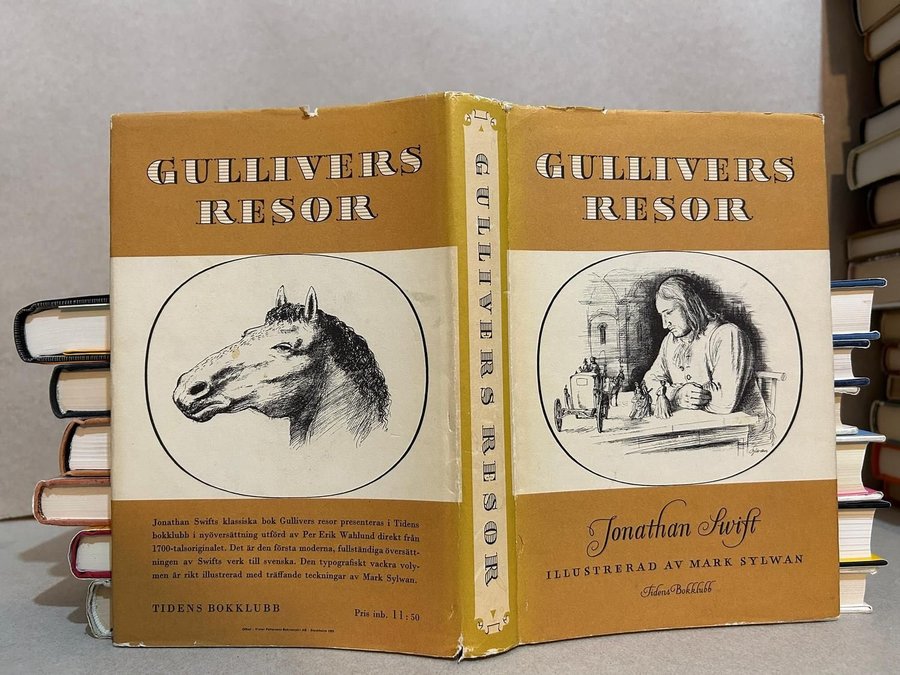 GULLIVERS
RESOR
Jonathan Swifts klassiska bok Gullivers resor presenteras i Tidens
bokklubb i nyöversättning utförd av Per Erik Wahlund direkt från
1700-talsoriginalet. Det är den första moderna, fullständiga översätt-
ningen av Swifts verk till svenska. Den typografiskt vackra voly-
men är rikt illustrerad med träffande teckningar av Mark Sylwan.
TIDENS BOKKLUBB
Pris inb. 11:50
GULLIVERS RESOR
GULLIVERS
RESOR
Jonathan Swift
ILLUSTRERAD AV MARK SYLWAN
Tidens Bokklubb